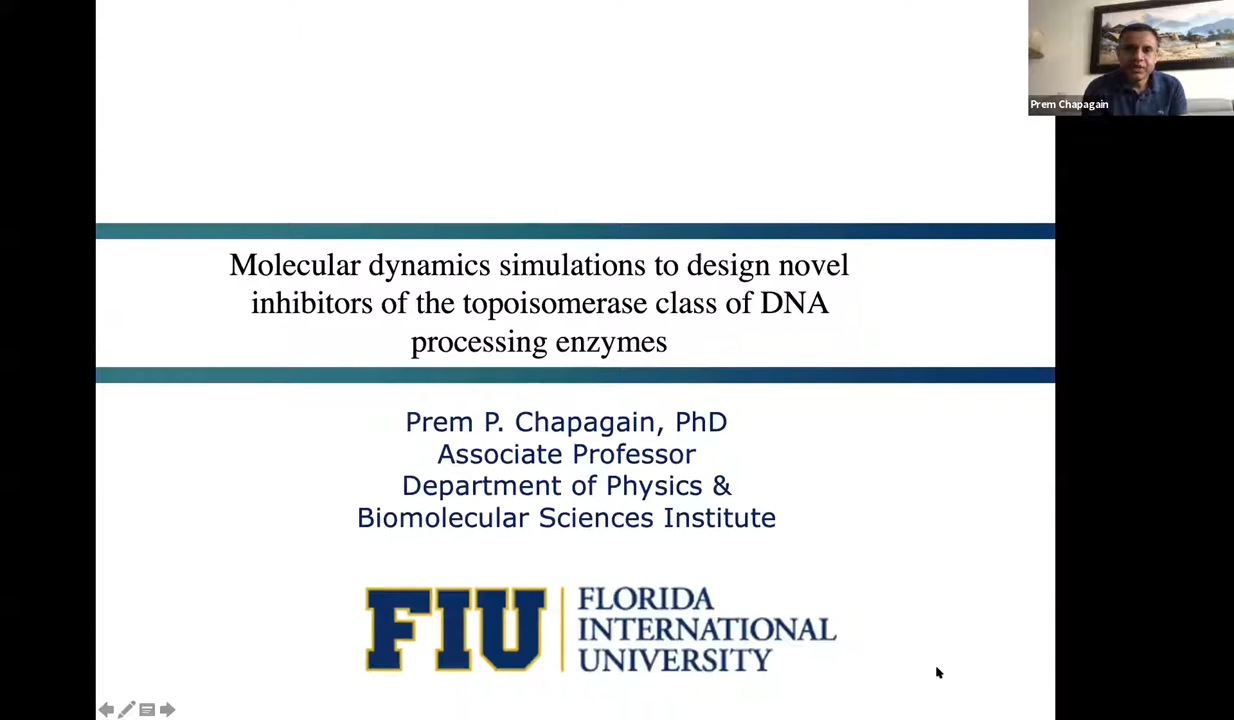 Prem Chapagain
Molecular dynamics simulations to design novel
inhibitors of the topoisomerase class of DNA
processing enzymes
Prem P. Chapagain, PhD
Associate Professor
Department of Physics &
Biomolecular Sciences Institute
FIU
FLORIDA
INTERNATIONAL
UNIVERSITY